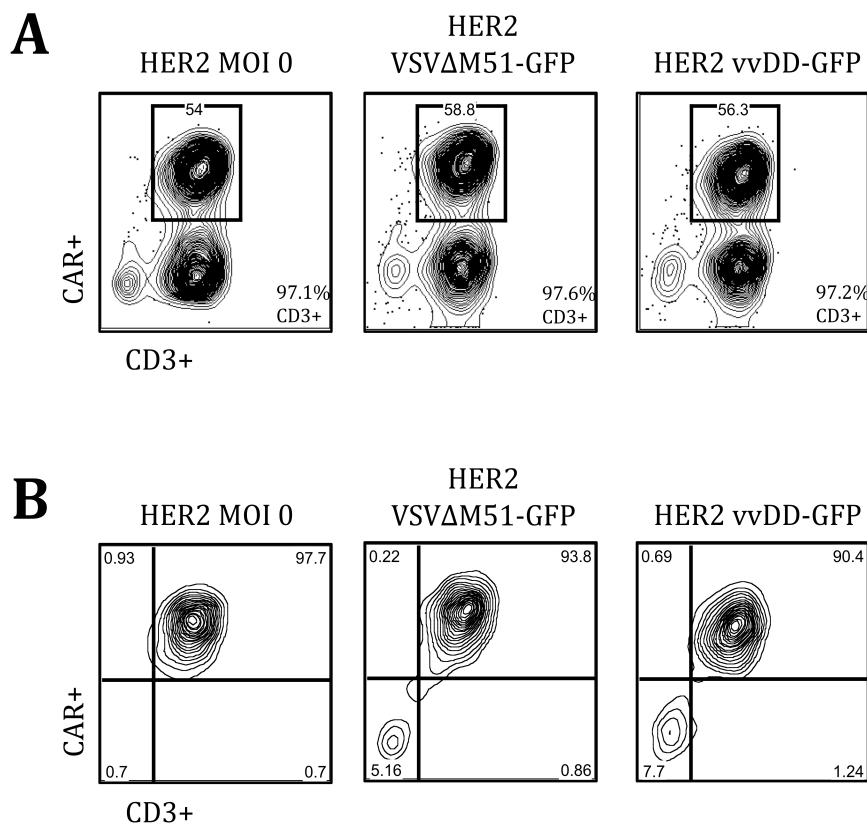 A
HER2
HER2 MOI 0 VSVΔM51-GFP HER2 vvDD-GFP
54 58.8 56.3
CAR+
97.1% 97.6% 97.2%
CD3+ CD3+ CD3+
CD3+
B
HER2
HER2 MOI 0 VSVΔM51-GFP HER2 vvDD-GFP
0.93 97.7 0.22 93.8 0.69 90.4
CAR+
0.7 0.7 5.16 0.86 7.7 1.24
CD3+